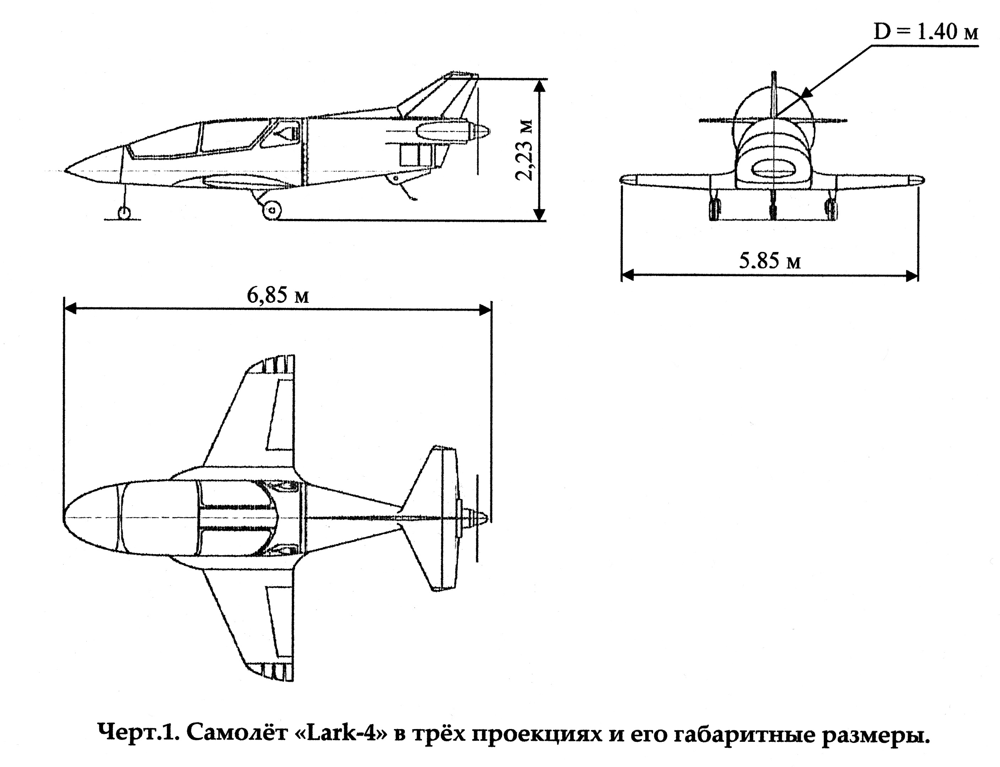 D = 1.40 м
2,23 м
5.85 м
6,85 м
Черт.1. Самолёт «Lark-4» в трёх проекциях и его габаритные размеры.